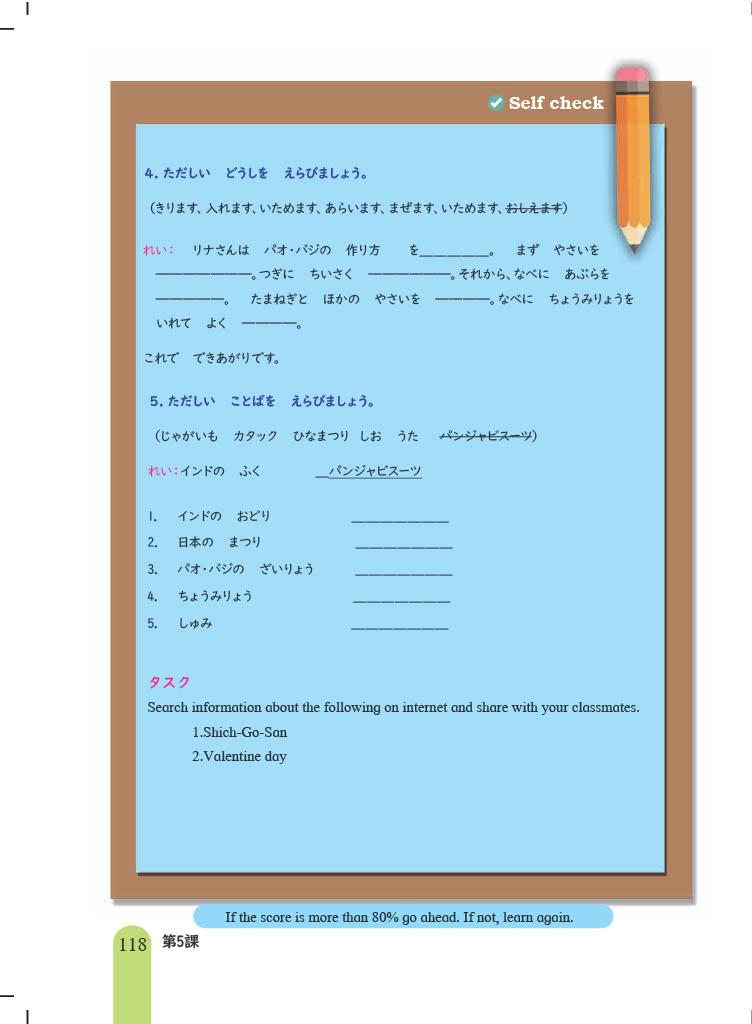 Self check
4. ただしい どうしを えらびましょう。
(きります、入れます、いためます、あらいます、まぜます、いためます、おしえます)
れい： リナさんは パオ・バジの 作り方 を__________。 まず やさいを
———————。つぎに ちいさく ——————。それから、なべに あぶらを
—————。 たまねぎと ほかの やさいを ————。なべに ちょうみりょうを
いれて よく ————。
これで できあがりです。
5. ただしい ことばを えらびましょう。
(じゃがいも カタック ひなまつり しお うた パンジャビスーツ)
れい：インドの ふく __パンジャビスーツ
1. インドの おどり ______________
2. 日本の まつり ______________
3. パオ・バジの ざいりょう ______________
4. ちょうみりょう ______________
5. しゅみ ______________
タスク
Search information about the following on internet and share with your classmates.
1.Shich-Go-San
2.Valentine day
If the score is more than 80% go ahead. If not, learn again.
118 第5課